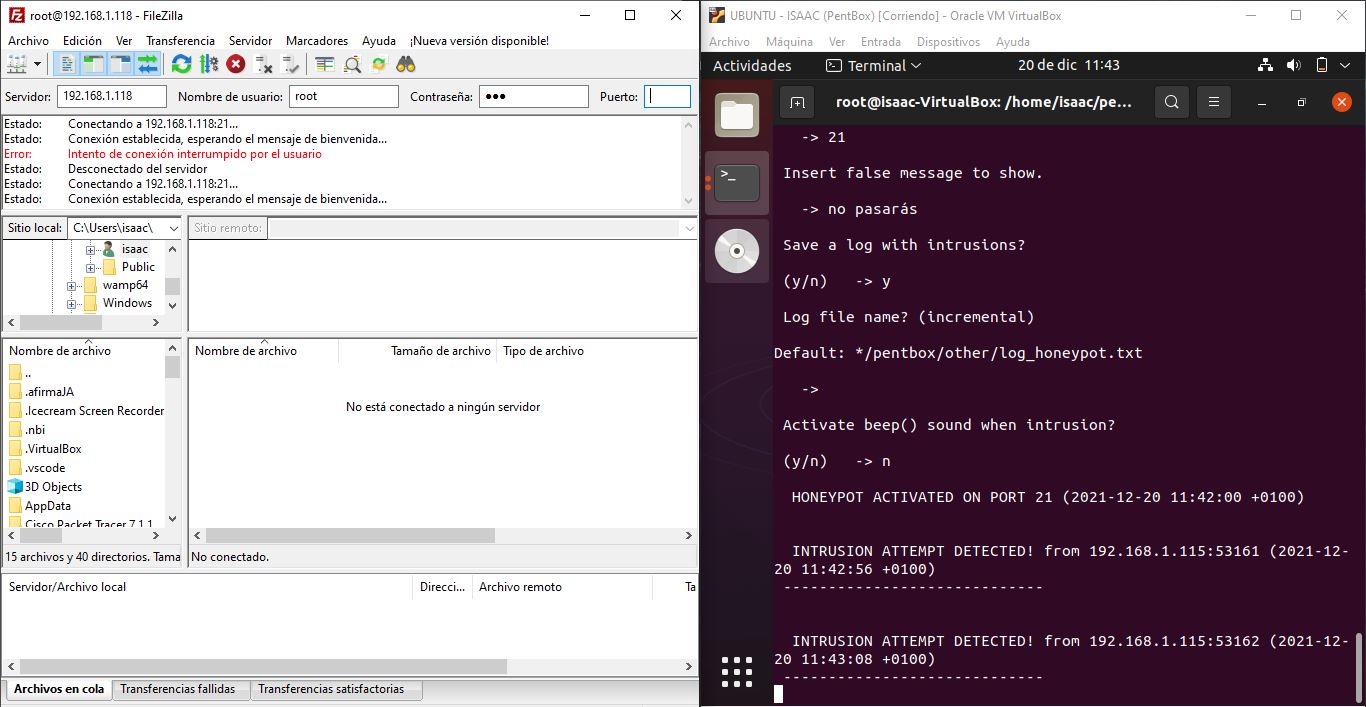 root@192.168.1.118 - FileZilla
Archivo Edición Ver Transferencia Servidor Marcadores Ayuda ¡Nueva versión disponible!
Servidor: 192.168.1.118 Nombre de usuario: root Contraseña: ●●● Puerto:
Estado: Conectando a 192.168.1.118:21...
Estado: Conexión establecida, esperando el mensaje de bienvenida...
Error: Intento de conexión interrumpido por el usuario
Estado: Desconectado del servidor
Estado: Conectando a 192.168.1.118:21...
Estado: Conexión establecida, esperando el mensaje de bienvenida...
Sitio local: C:\Users\isaac\
isaac
Public
wamp64
Windows
Sitio remoto:
Nombre de archivo
..
.afirmaJA
.Icecream Screen Recorder
.nbi
.VirtualBox
.vscode
3D Objects
AppData
Cisco Packet Tracer 7.1.1
15 archivos y 40 directorios. Tama
Nombre de archivo Tamaño de archivo Tipo de archivo
No está conectado a ningún servidor
No conectado.
Servidor/Archivo local Direcci... Archivo remoto Ta
Archivos en cola Transferencias fallidas Transferencias satisfactorias
UBUNTU - ISAAC (PentBox) [Corriendo] - Oracle VM VirtualBox
Archivo Máquina Ver Entrada Dispositivos Ayuda
Actividades Terminal 20 de dic 11:43
root@isaac-VirtualBox: /home/isaac/pe...
-> 21
Insert false message to show.
-> no pasarás
Save a log with intrusions?
(y/n) -> y
Log file name? (incremental)
Default: */pentbox/other/log_honeypot.txt
->
Activate beep() sound when intrusion?
(y/n) -> n
HONEYPOT ACTIVATED ON PORT 21 (2021-12-20 11:42:00 +0100)
INTRUSION ATTEMPT DETECTED! from 192.168.1.115:53161 (2021-12-
20 11:42:56 +0100)
-----------------------------
INTRUSION ATTEMPT DETECTED! from 192.168.1.115:53162 (2021-12-
20 11:43:08 +0100)
-----------------------------